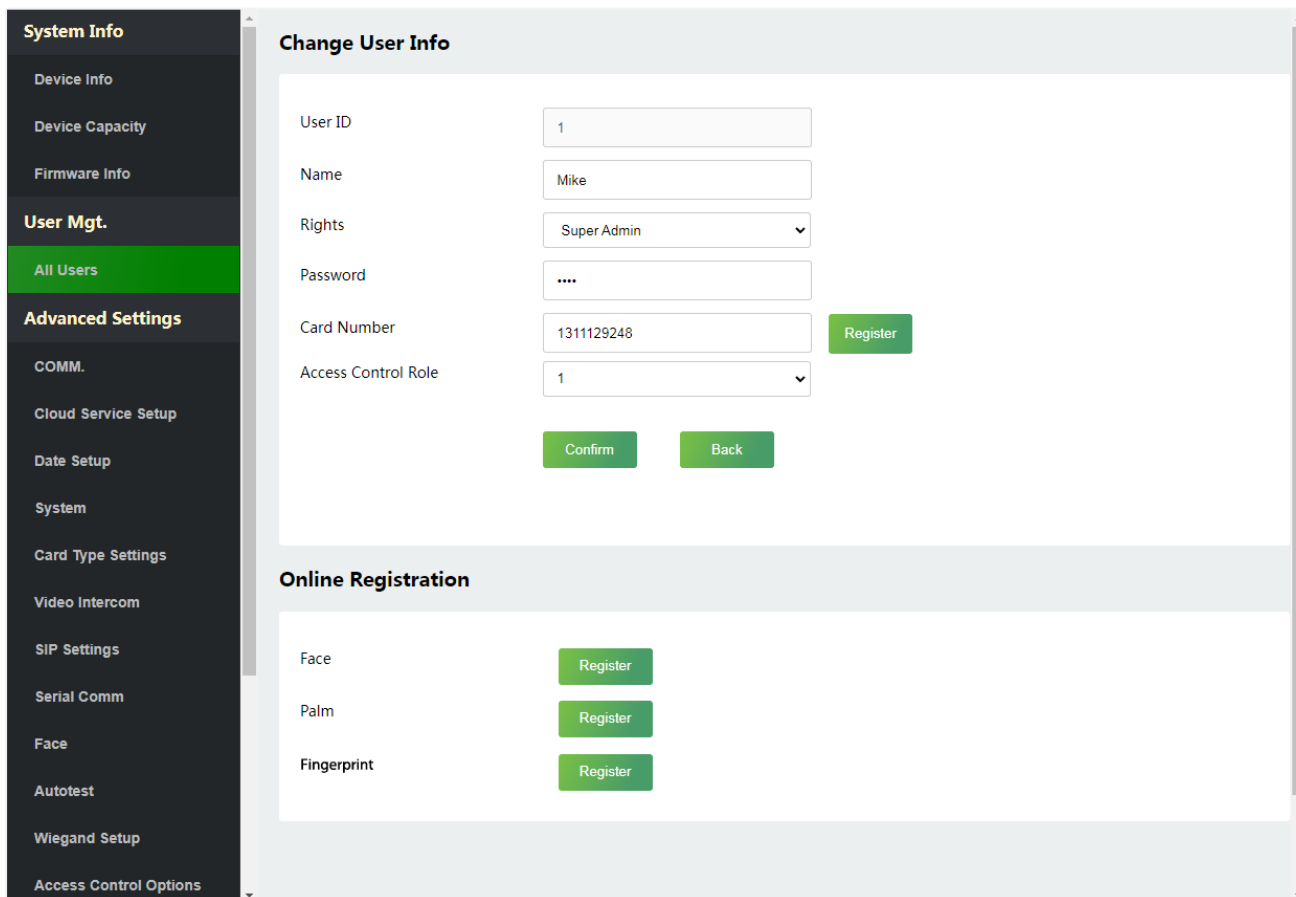 System Info
Device Info
Device Capacity
Firmware Info
User Mgt.
All Users
Advanced Settings
COMM.
Cloud Service Setup
Date Setup
System
Card Type Settings
Video Intercom
SIP Settings
Serial Comm
Face
Autotest
Wiegand Setup
Access Control Options
Change User Info
User ID 1
Name Mike
Rights Super Admin
Password ••••
Card Number 1311129248 Register
Access Control Role 1
Confirm Back
Online Registration
Face Register
Palm Register
Fingerprint Register